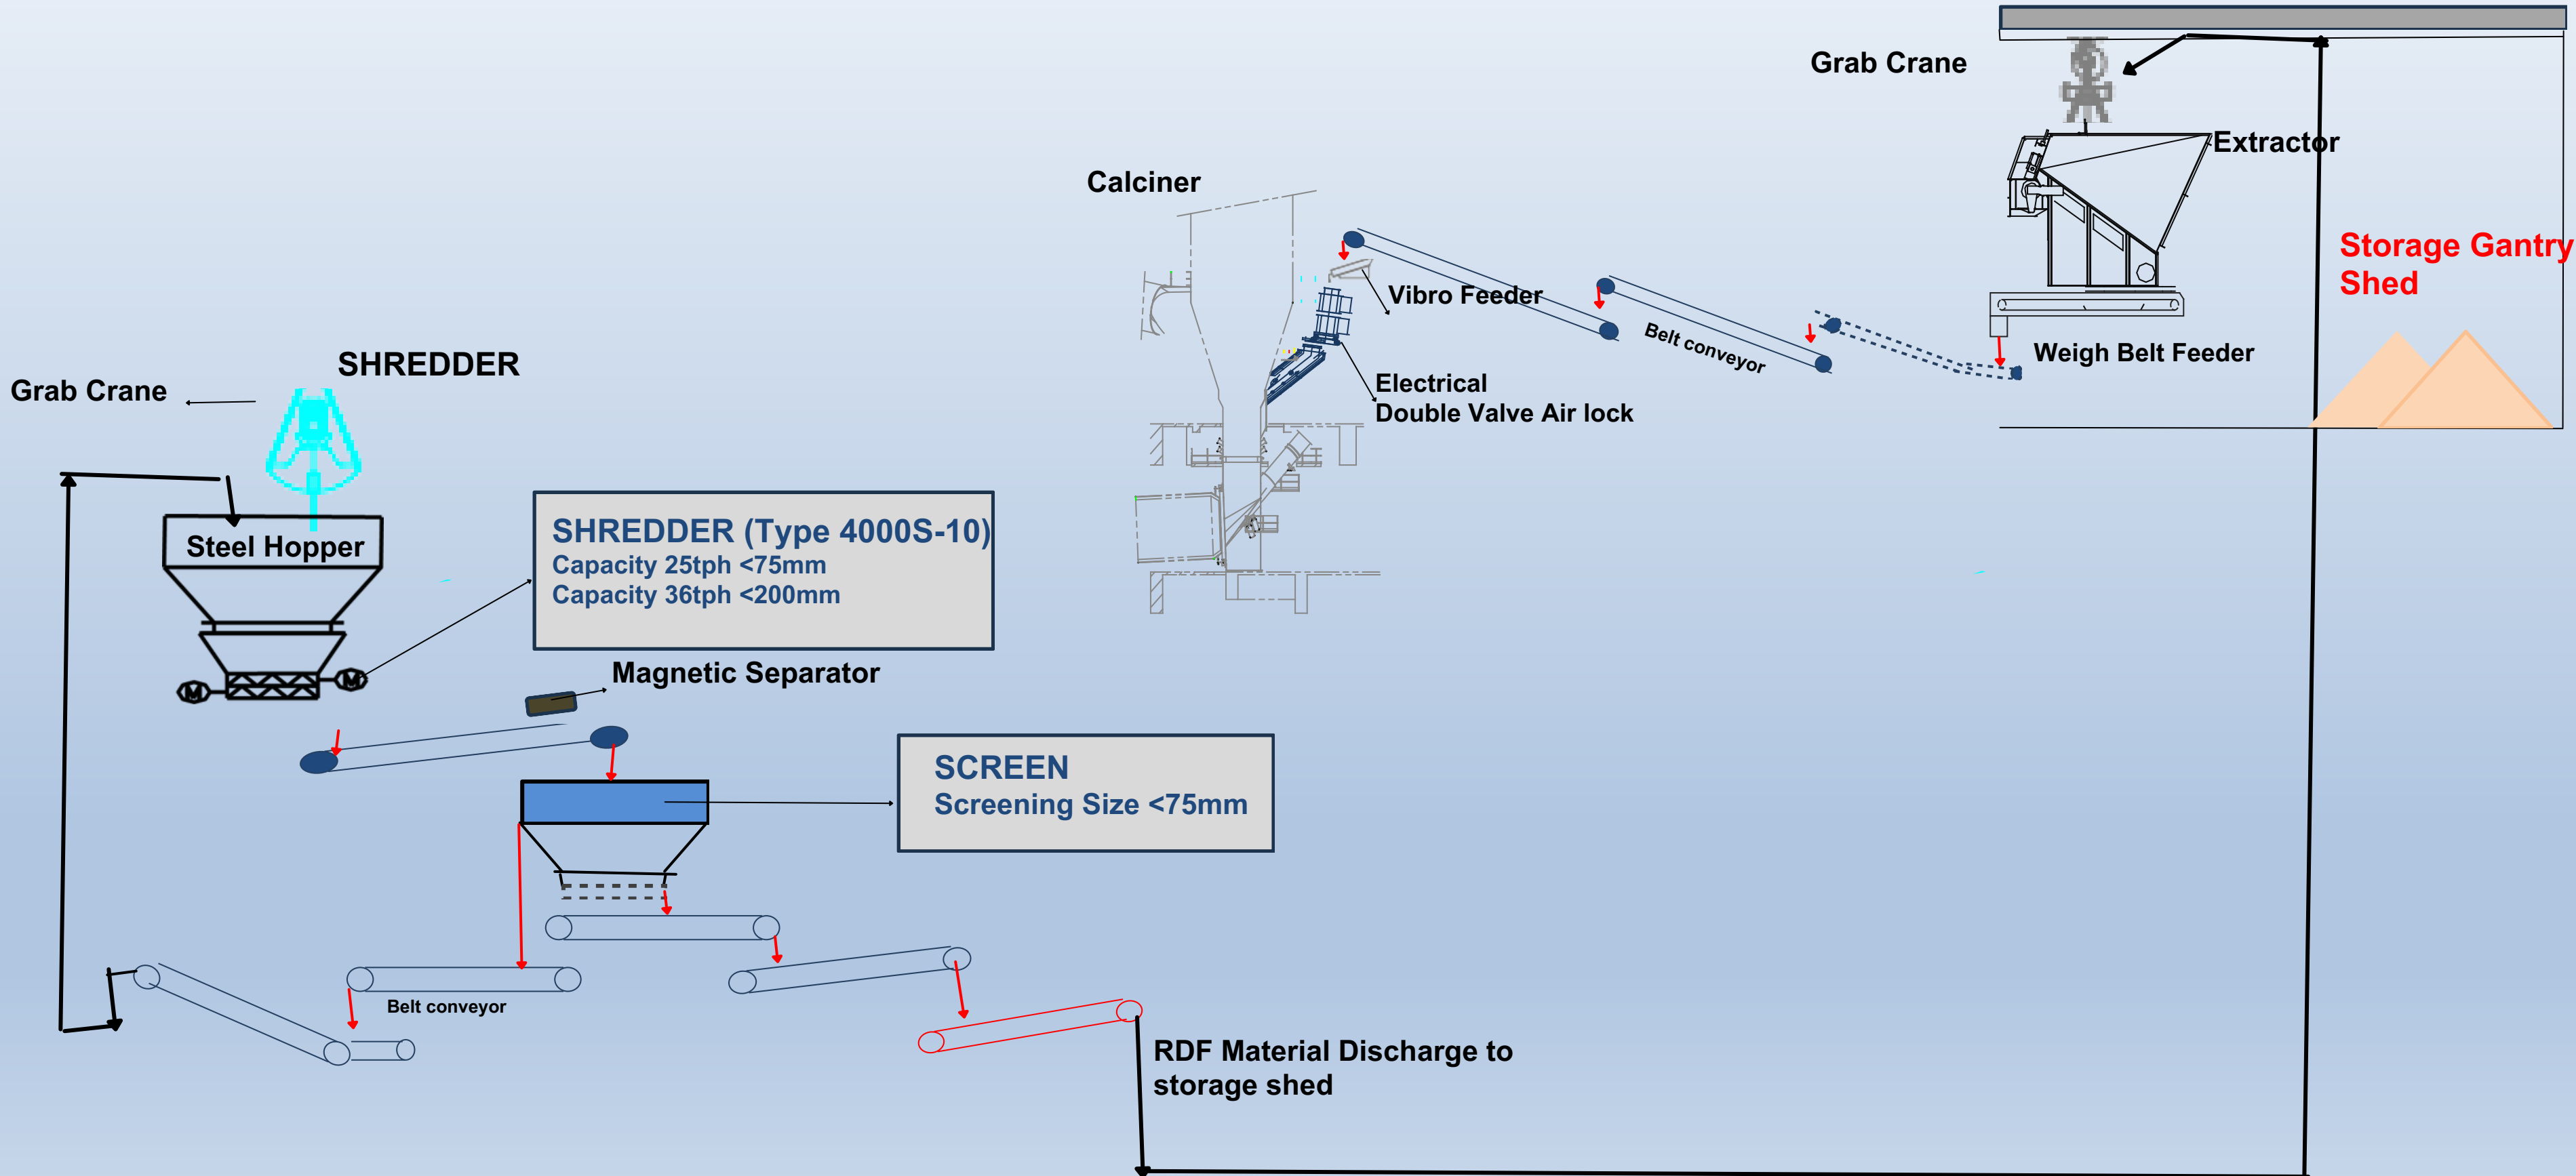 Grab Crane
Extractor
Calciner
Storage Gantry
Shed
Vibro Feeder
Belt conveyor
Weigh Belt Feeder
Electrical
Double Valve Air lock
SHREDDER
Grab Crane
Steel Hopper
SHREDDER (Type 4000S-10)
Capacity 25tph <75mm
Capacity 36tph <200mm
M
M
Magnetic Separator
SCREEN
Screening Size <75mm
Belt conveyor
RDF Material Discharge to
storage shed